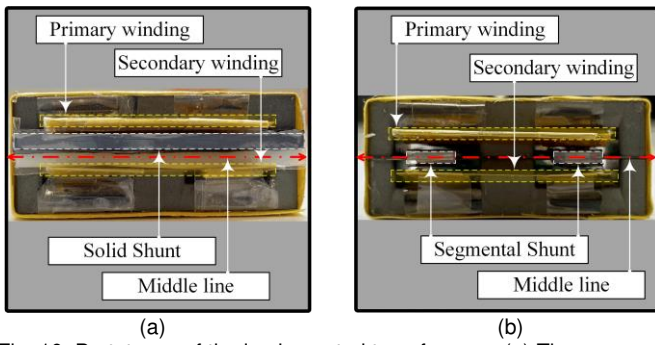 Primary winding
Secondary winding
Solid Shunt
Middle line
(a)
Primary winding
Secondary winding
Segmental Shunt
Middle line
(b)